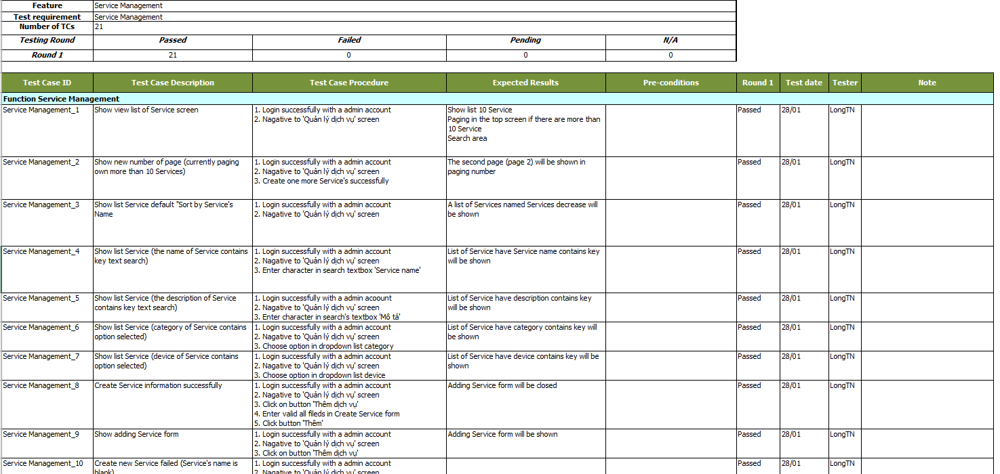 Feature Service Management
Test requirement Service Management
Number of TCs 21
Testing Round Passed Failed Pending N/A
Round 1 21 0 0 0
Test Case ID Test Case Description Test Case Procedure Expected Results Pre-conditions Round 1 Test date Tester Note
Function Service Management
Service Management_1 Show view list of Service screen 1. Login successfully with a admin account Show list 10 Service Passed 28/01 LongTN
2. Nagative to 'Quản lý dịch vụ' screen Paging in the top screen if there are more than
10 Service
Search area
Service Management_2 Show new number of page (currently paging 1. Login successfully with a admin account The second page (page 2) will be shown in Passed 28/01 LongTN
own more than 10 Services) 2. Nagative to 'Quản lý dịch vụ' screen paging number
3. Create one more Service's successfully
Service Management_3 Show list Service default "Sort by Service's 1. Login successfully with a admin account A list of Services named Services decrease will Passed 28/01 LongTN
Name 2. Nagative to 'Quản lý dịch vụ' screen be shown
Service Management_4 Show list Service (the name of Service contains 1. Login successfully with a admin account List of Service have Service name contains key Passed 28/01 LongTN
key text search) 2. Nagative to 'Quản lý dịch vụ' screen will be shown
3. Enter character in search textbox 'Service name'
Service Management_5 Show list Service (the description of Service 1. Login successfully with a admin acoount List of Service have description contains key Passed 28/01 LongTN
contains key text search) 2. Nagative to 'Quản lý dịch vụ' screen will be shown
3. Enter character in search's textbox 'Mô tả'
Service Management_6 Show list Service (category of Service contains 1. Login successfully with a admin account List of Service have category contains key will Passed 28/01 LongTN
option selected) 2. Nagative to 'Quản lý dịch vụ' screen be shown
3. Choose option in dropdown list category
Service Management_7 Show list Service (device of Service contains 1. Login successfully with a admin account List of Service have device contains key will be Passed 28/01 LongTN
option selected) 2. Nagative to 'Quản lý dịch vụ' screen shown
3. Choose option in dropdown list device
Service Management_8 Create Service information successfully 1. Login successfully with a admin account Adding Service form will be closed Passed 28/01 LongTN
2. Nagative to 'Quản lý dịch vụ' screen
3. Click on button 'Thêm dịch vụ'
4. Enter valid all fileds in Create Service form
5. Click button 'Thêm'
Service Management_9 Show adding Service form 1. Login successfully with a admin account Adding Service form will be shown Passed 28/01 LongTN
2. Nagative to 'Quản lý dịch vụ' screen
3. Click on button 'Thêm dịch vụ'
Service Management_10 Create new Service failed (Service's name is 1. Login successfully with a admin account Passed 28/01 LongTN
blank) 2. Nagative to 'Quản lý dịch vụ' screen